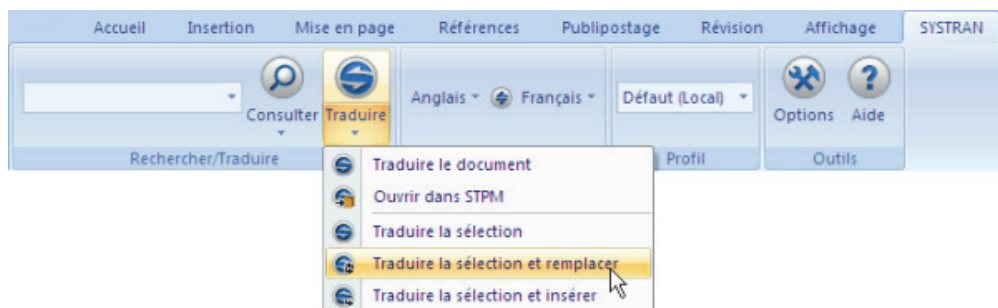 Accueil Insertion Mise en page Références Publipostage Révision Affichage SYSTRAN
Consulter Traduire Anglais Français Défaut (Local) Options Aide
Rechercher/Traduire Profil Outils
Traduire le document
Ouvrir dans STPM
Traduire la sélection
Traduire la sélection et remplacer
Traduire la sélection et insérer